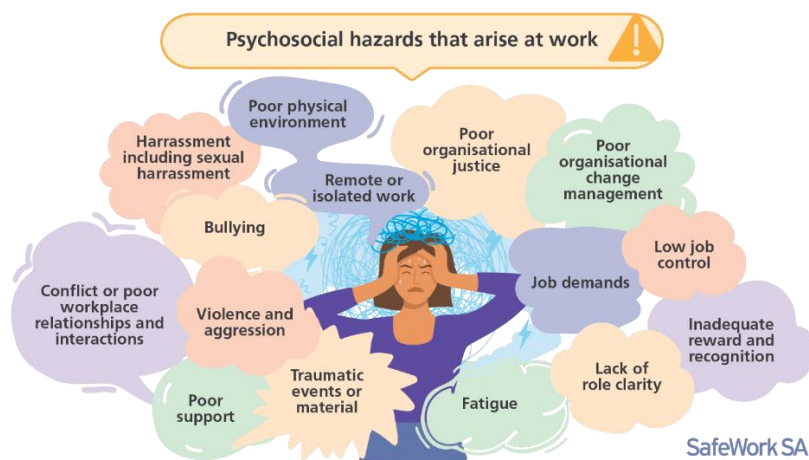 Psychosocial hazards that arise at work
Poor physical
environment
Harrassment
including sexual
harrassment
Remote or
isolated work
Bullying
Poor
organisational
justice
Poor
organisational
change
management
Conflict or poor
workplace
relationships and
interactions
Violence and
aggression
Job demands
Low job
control
Inadequate
reward and
recognition
Poor
support
Traumatic
events or
material
Fatigue
Lack of
role clarity
SafeWork SA